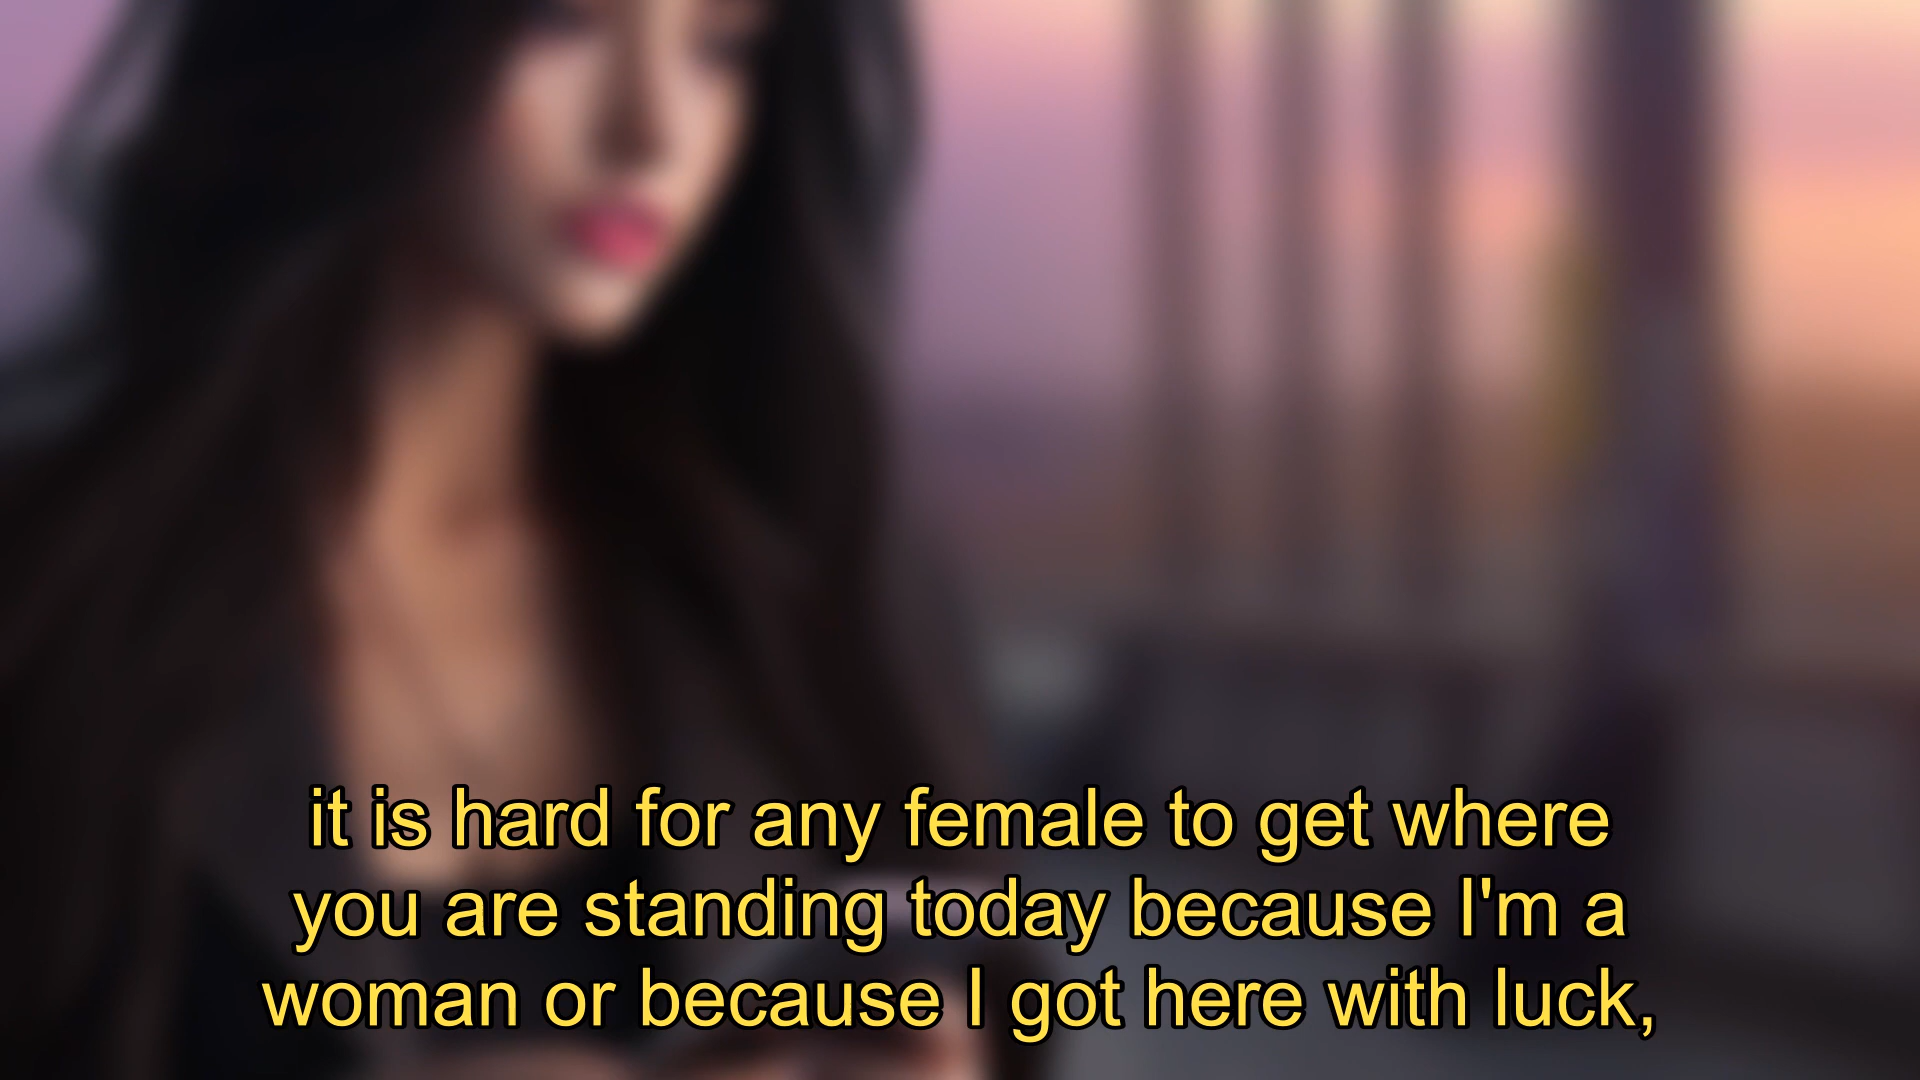 it is hard for any female to get where
you are standing today because I'm a
woman or because I got here with luck,